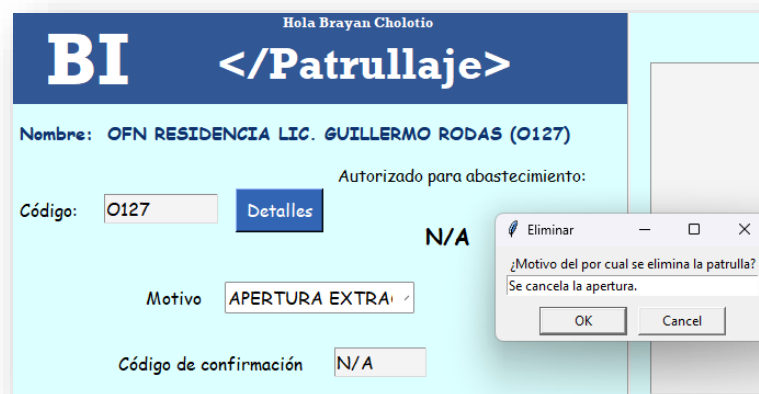 Hola Brayan Cholotio
BI </Patrullaje>
Nombre: OFN RESIDENCIA LIC. GUILLERMO RODAS (O127)
Autorizado para abastecimiento:
Código: O127 Detalles
N/A
Eliminar
¿Motivo del por cual se elimina la patrulla?
Se cancela la apertura.
OK Cancel
Motivo APERTURA EXTRA
Código de confirmación N/A